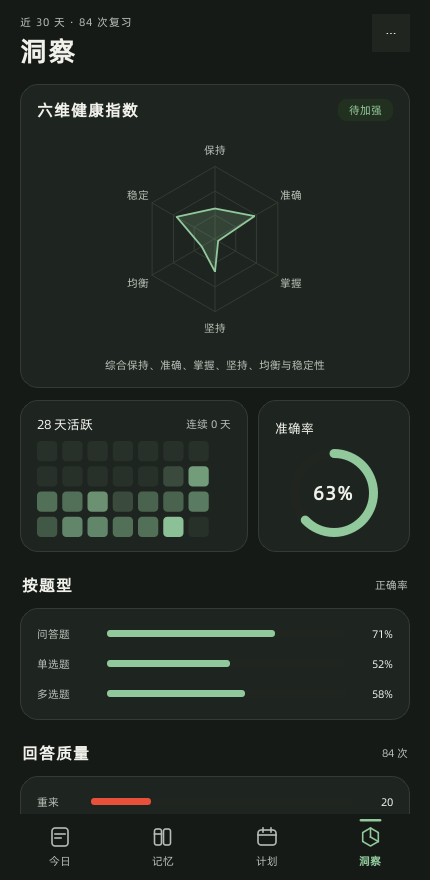 近 30 天 · 84 次复习
洞察
...
六维健康指数
待加强
保持
稳定
准确
均衡
掌握
坚持
综合保持、准确、掌握、坚持、均衡与稳定性
28 天活跃
连续 0 天
准确率
63%
按题型
正确率
问答题
71%
单选题
52%
多选题
58%
回答质量
84 次
重来
20
今日
记忆
计划
洞察